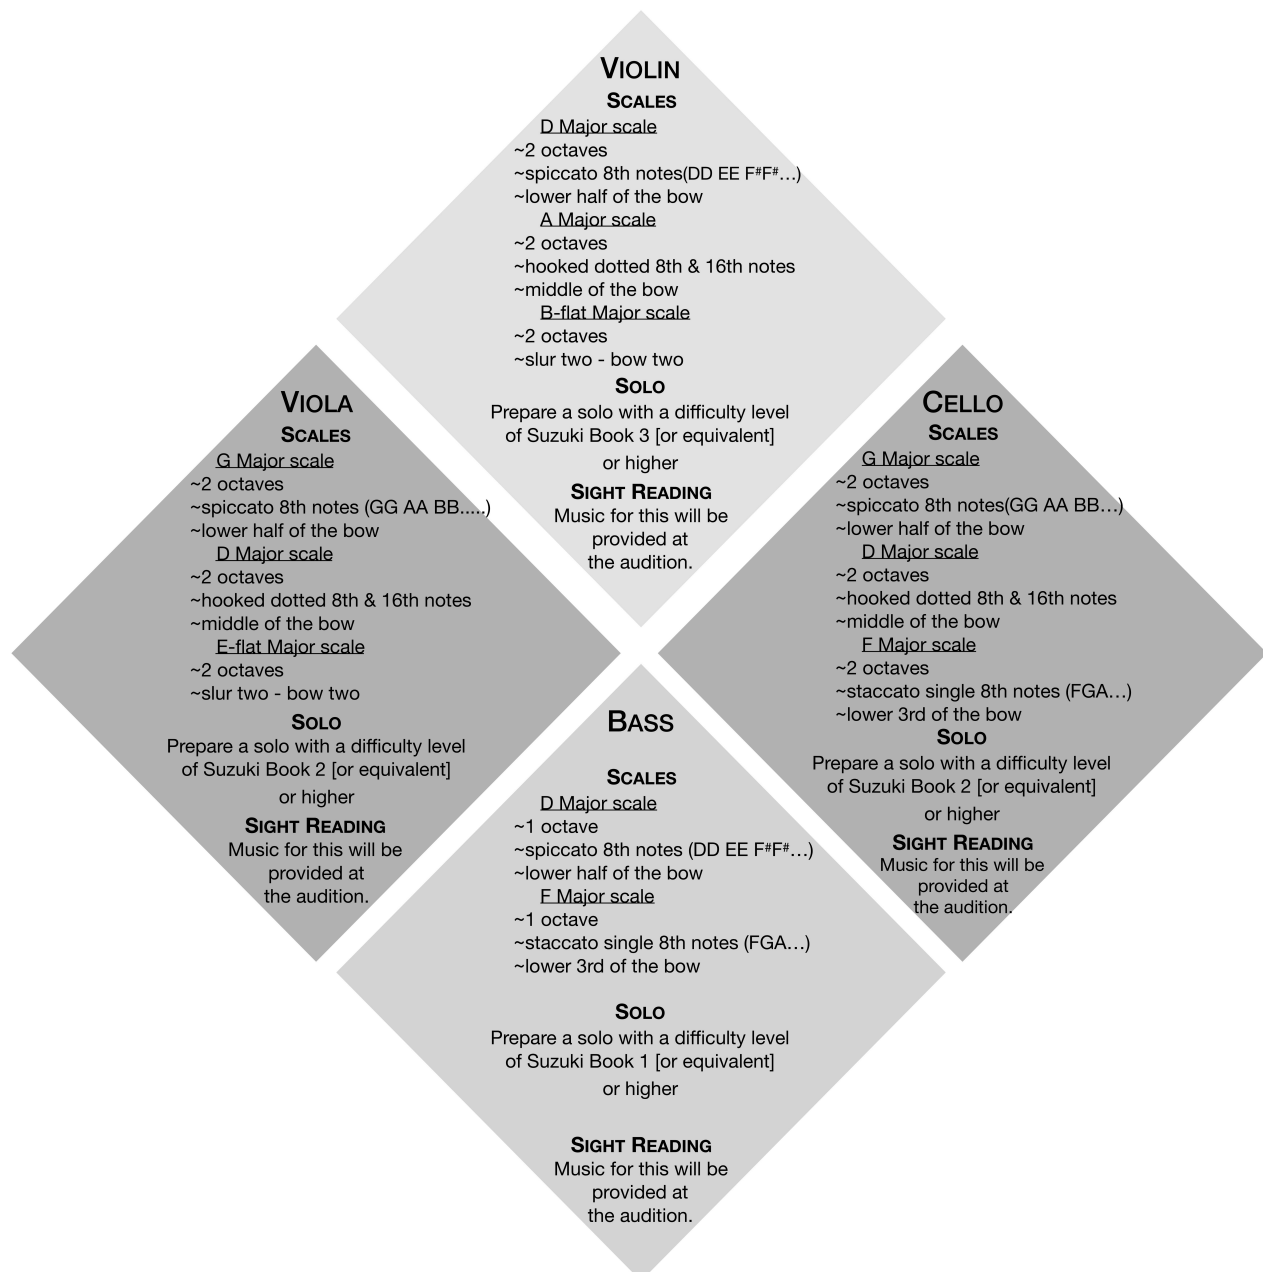 VIOLIN
SCALES
D Major scale
~2 octaves
~spiccato 8th notes(DD EE F#F#…)
~lower half of the bow
A Major scale
~2 octaves
~hooked dotted 8th & 16th notes
~middle of the bow
B-flat Major scale
~2 octaves
~slur two - bow two
SOLO
Prepare a solo with a difficulty level
of Suzuki Book 3 [or equivalent]
or higher
SIGHT READING
Music for this will be
provided at
the audition.
VIOLA
SCALES
G Major scale
~2 octaves
~spiccato 8th notes (GG AA BB.....)
~lower half of the bow
D Major scale
~2 octaves
~hooked dotted 8th & 16th notes
~middle of the bow
E-flat Major scale
~2 octaves
~slur two - bow two
SOLO
Prepare a solo with a difficulty level
of Suzuki Book 2 [or equivalent]
or higher
SIGHT READING
Music for this will be
provided at
the audition.
CELLO
SCALES
G Major scale
~2 octaves
~spiccato 8th notes(GG AA BB…)
~lower half of the bow
D Major scale
~2 octaves
~hooked dotted 8th & 16th notes
~middle of the bow
F Major scale
~2 octaves
~staccato single 8th notes (FGA…)
~lower 3rd of the bow
SOLO
Prepare a solo with a difficulty level
of Suzuki Book 2 [or equivalent]
or higher
SIGHT READING
Music for this will be
provided at
the audition.
BASS
SCALES
D Major scale
~1 octave
~spiccato 8th notes (DD EE F#F#…)
~lower half of the bow
F Major scale
~1 octave
~staccato single 8th notes (FGA…)
~lower 3rd of the bow
SOLO
Prepare a solo with a difficulty level
of Suzuki Book 1 [or equivalent]
or higher
SIGHT READING
Music for this will be
provided at
the audition.